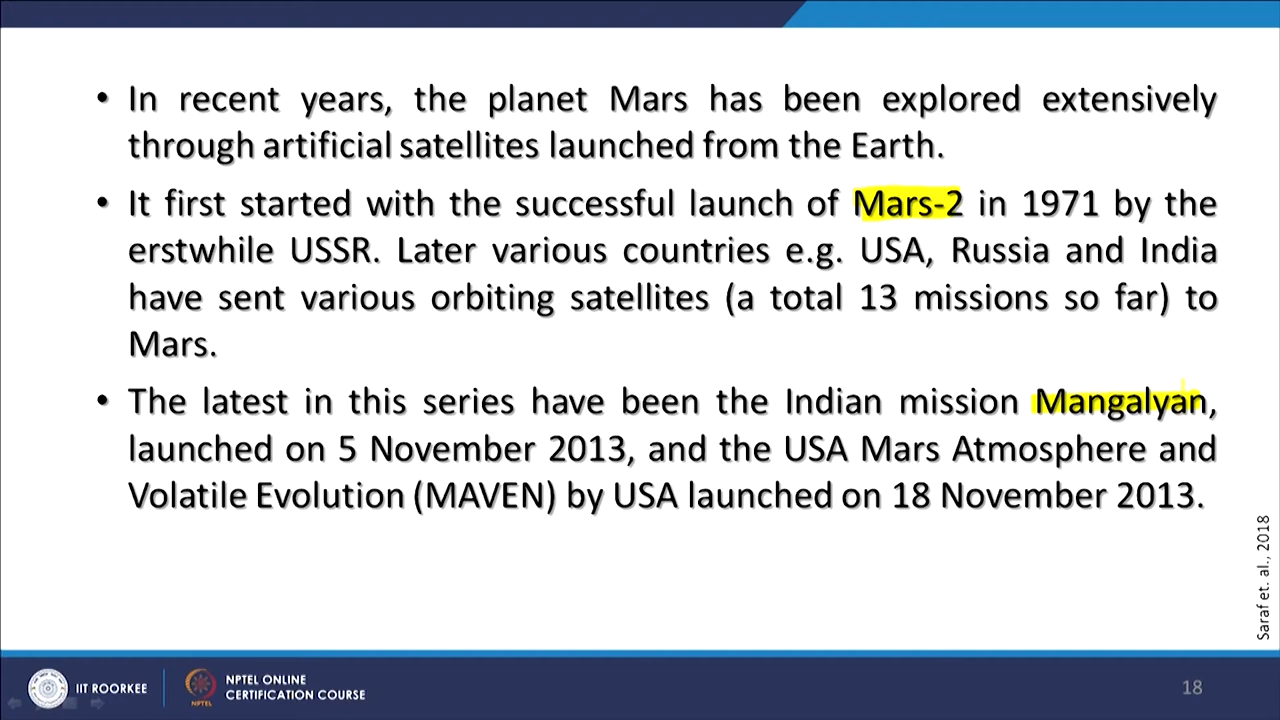 • In recent years, the planet Mars has been explored extensively
through artificial satellites launched from the Earth.
• It first started with the successful launch of Mars-2 in 1971 by the
erstwhile USSR. Later various countries e.g. USA, Russia and India
have sent various orbiting satellites (a total 13 missions so far) to
Mars.
• The latest in this series have been the Indian mission Mangalyan,
launched on 5 November 2013, and the USA Mars Atmosphere and
Volatile Evolution (MAVEN) by USA launched on 18 November 2013.
Saraf et. al., 2018
IIT ROORKEE
NPTEL
NPTEL ONLINE
CERTIFICATION COURSE
18